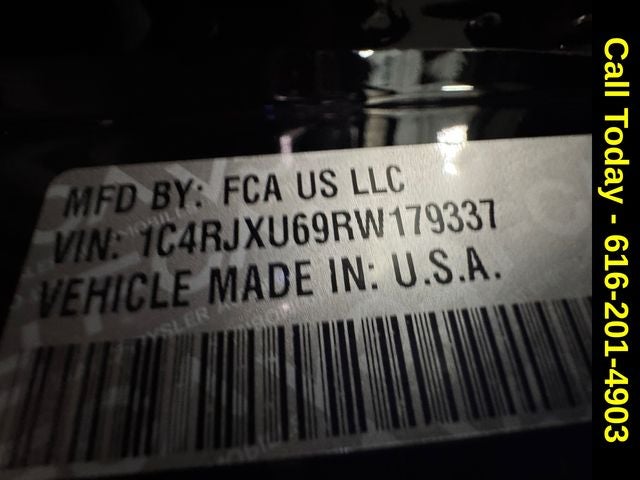 MFD BY: FCA US LLC
VIN: 1C4RJXU69RW179337
VEHICLE MADE IN: U.S.A.
Call Today - 616-201-4903